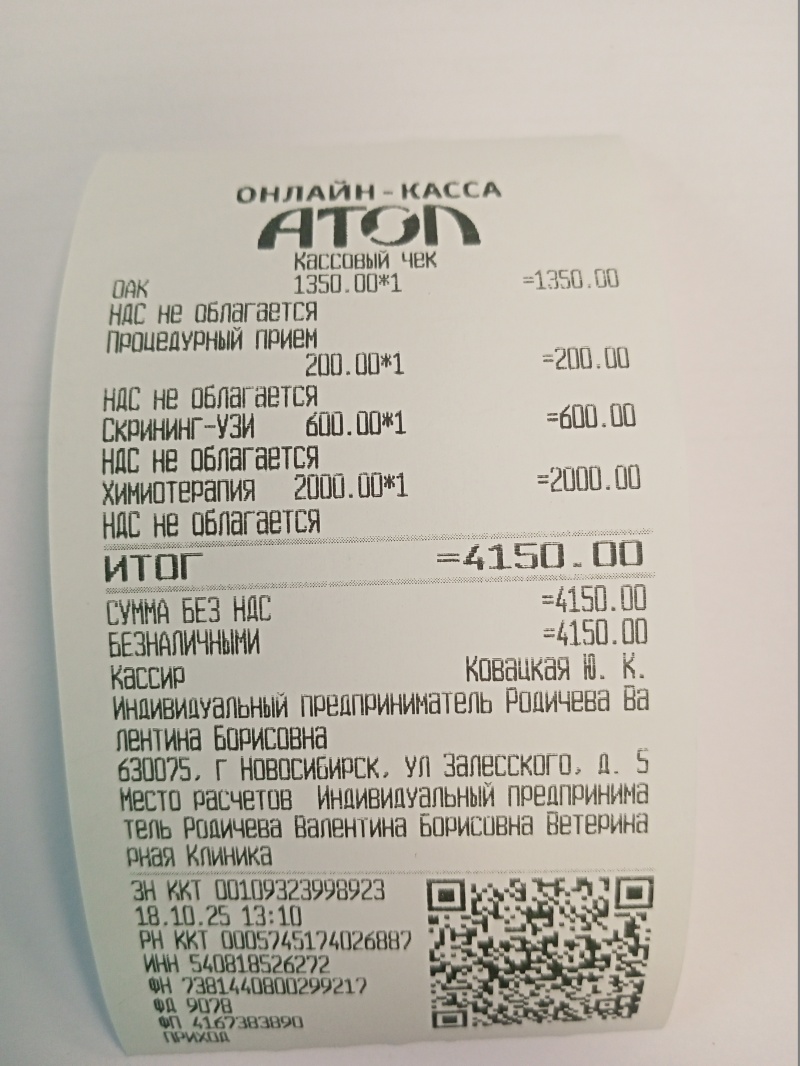 ОНЛАЙН-КАССА
АТОЛ
Кассовый чек
ОАК 1350.00*1 =1350.00
НДС не облагается
Процедурный прием
200.00*1 =200.00
НДС не облагается
Скрининг-УЗИ 600.00*1 =600.00
НДС не облагается
Химиотерапия 2000.00*1 =2000.00
НДС не облагается
ИТОГ =4150.00
СУММА БЕЗ НДС =4150.00
БЕЗНАЛИЧНЫМИ =4150.00
Кассир Ковацкая Ю. К.
Индивидуальный предприниматель Родичева Ва
лентина Борисовна
630075, г Новосибирск, ул Залесского, д. 5
Место расчетов Индивидуальный предпринима
тель Родичева Валентина Борисовна Ветерина
рная Клиника
ЗН ККТ 00109323998923
18.10.25 13:10
РН ККТ 0005745174026887
ИНН 540818526272
ФН 7381440800299217
ФД 9078
ФП 4167383890
ПРИХОД